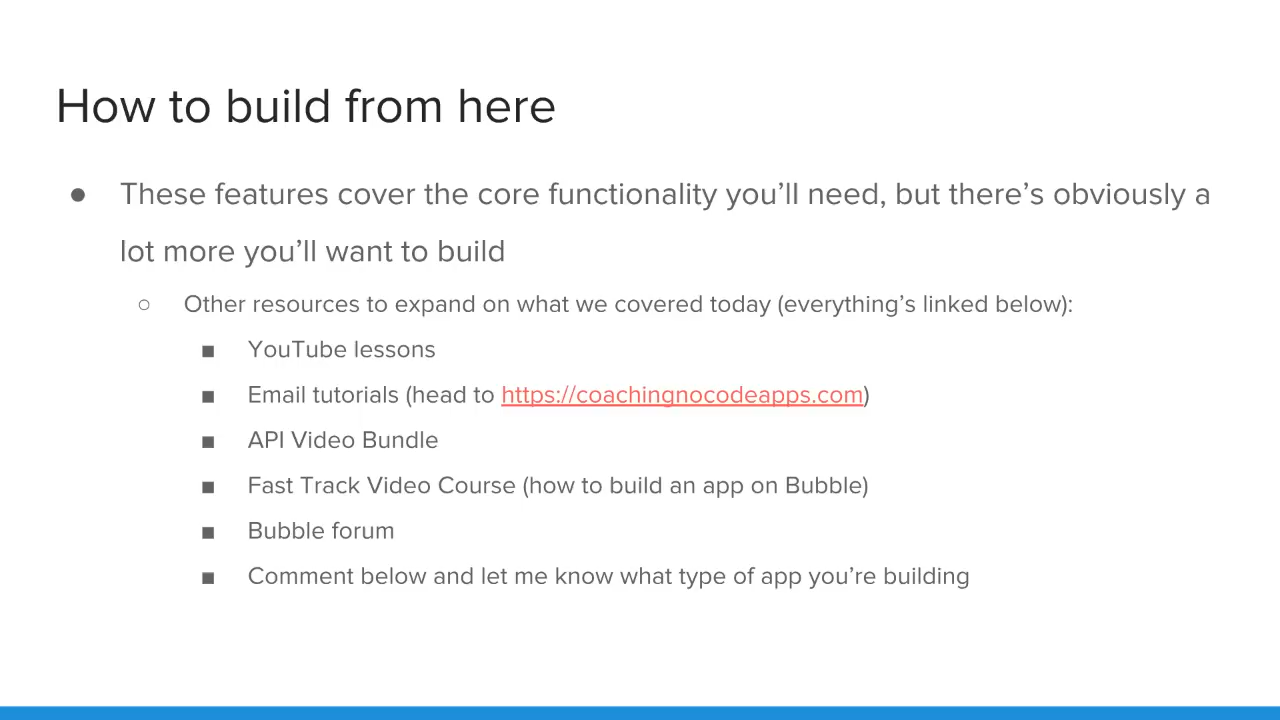 How to build from here
● These features cover the core functionality you’ll need, but there’s obviously a
lot more you’ll want to build
○ Other resources to expand on what we covered today (everything’s linked below):
■ YouTube lessons
■ Email tutorials (head to https://coachingnocodeapps.com)
■ API Video Bundle
■ Fast Track Video Course (how to build an app on Bubble)
■ Bubble forum
■ Comment below and let me know what type of app you’re building